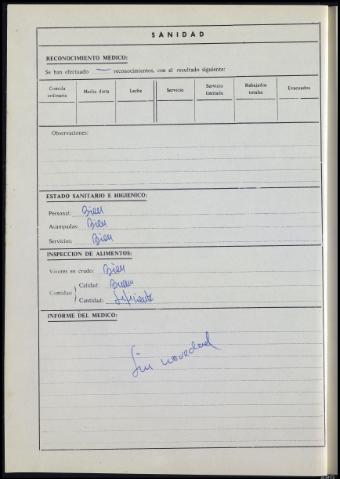 SANIDAD
RECONOCIMIENTO MEDICO:
Se han efectuado — reconocimientos, con el resultado siguiente:
Comida ordinaria Media dieta Leche Servicio Servicio limitado Rebajados totales Evacuados
Observaciones:
ESTADO SANITARIO E HIGIENICO:
Personal: Bien
Acampadas: Bien
Servicios: Bien
INSPECCION DE ALIMENTOS:
Víveres en crudo: Bien
Comidas: Calidad: Buena
Cantidad: Suficiente
INFORME DEL MEDICO:
Sin novedad